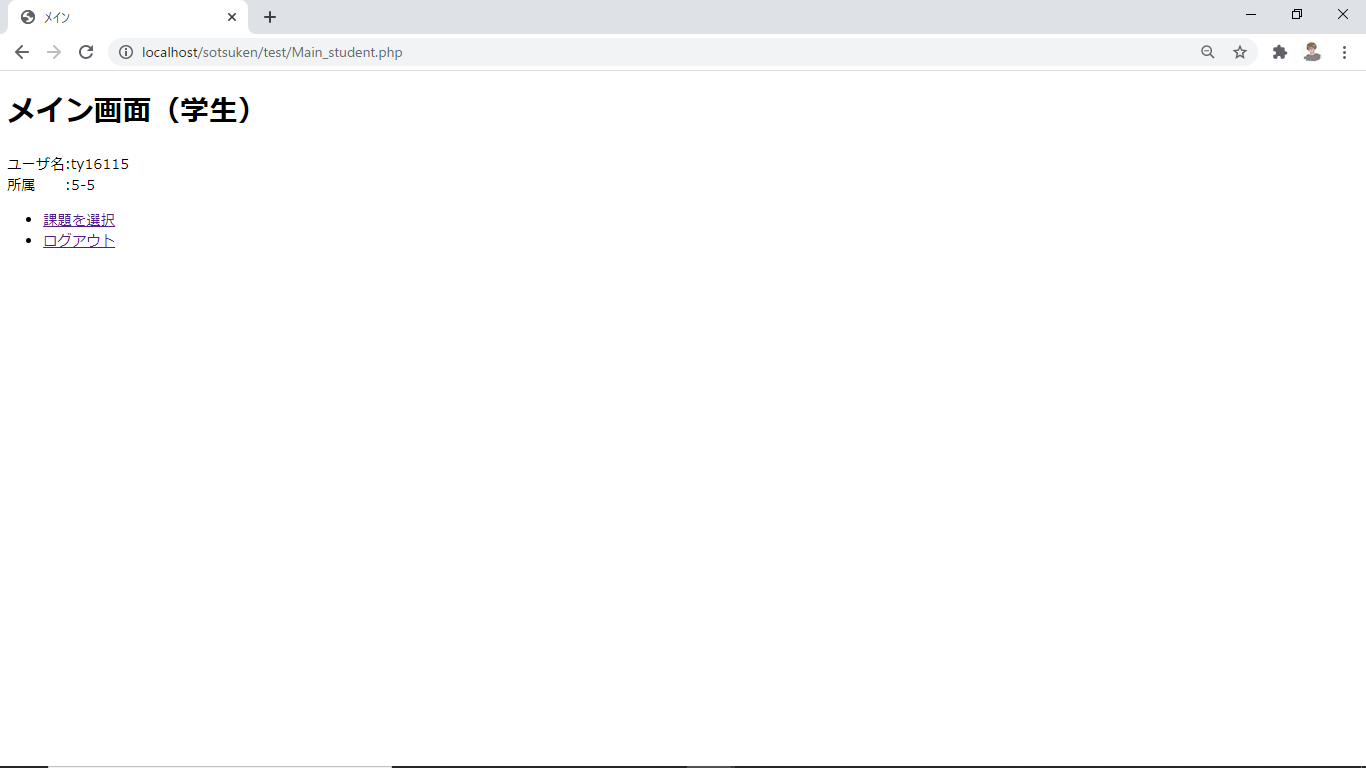 メイン
localhost/sotsuken/test/Main_student.php
メイン画面（学生）
ユーザ名:ty16115
所属　　:5-5
課題を選択
ログアウト